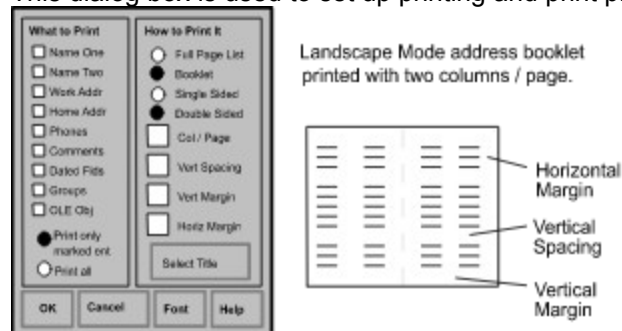 This dialog box is used to set up printing and print p
What to Print
Name One
Name Two
Work Addr
Home Addr
Phones
Comments
Dated Flds
Groups
OLE Obj
Print only
marked ent
Print all
How to Print It
Full Page List
Booklet
Single Sided
Double Sided
Col / Page
Vert Spacing
Vert Margin
Horiz Margin
Select Title
OK
Cancel
Font
Help
Landscape Mode address booklet
printed with two columns / page.
Horizontal
Margin
Vertical
Spacing
Vertical
Margin